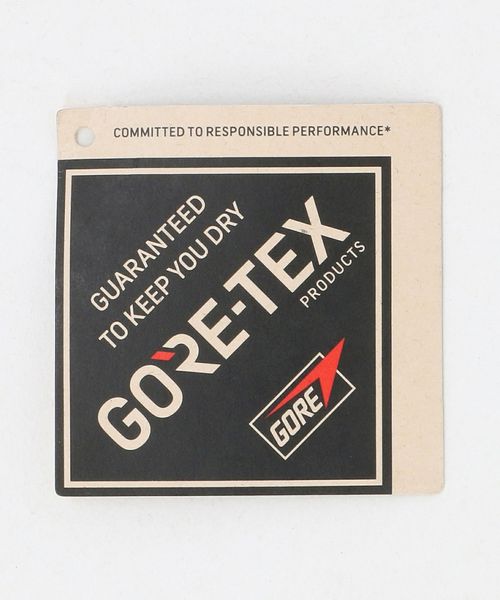 COMMITTED TO RESPONSIBLE PERFORMANCE*
GUARANTEED
TO KEEP YOU DRY
GORE-TEX
PRODUCTS
GORE